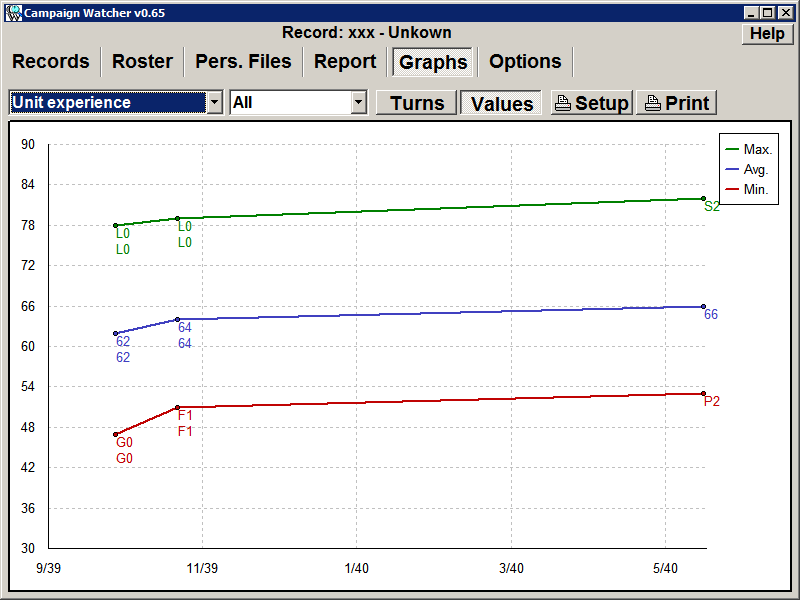 Campaign Watcher v0.65
Record: xxx - Unkown
Help
Records Roster Pers. Files Report Graphs Options
Unit experience All Turns Values Setup Print
90
84
78
72
66
60
54
48
42
36
30
Max.
Avg.
Min.
L0
L0
L0
L0
S2
62
62
64
64
66
G0
G0
F1
F1
P2
9/39 11/39 1/40 3/40 5/40